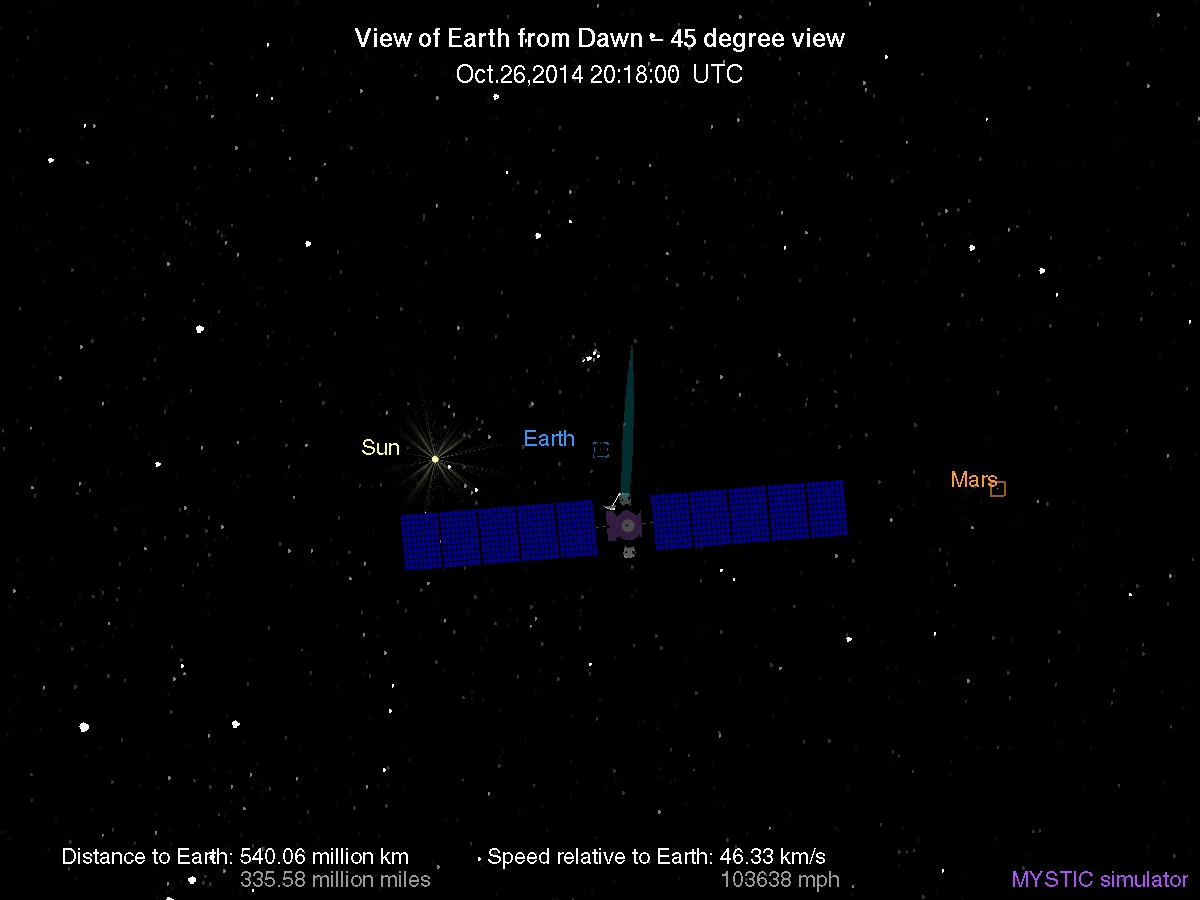 View of Earth from Dawn - 45 degree view
Oct.26,2014 20:18:00 UTC
Sun
Earth
Mars
Distance to Earth: 540.06 million km
335.58 million miles
Speed relative to Earth: 46.33 km/s
103638 mph
MYSTIC simulator